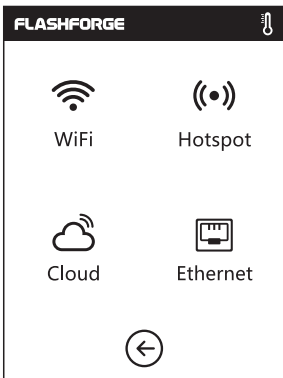 FLASHFORGE
WiFi
Hotspot
Cloud
Ethernet